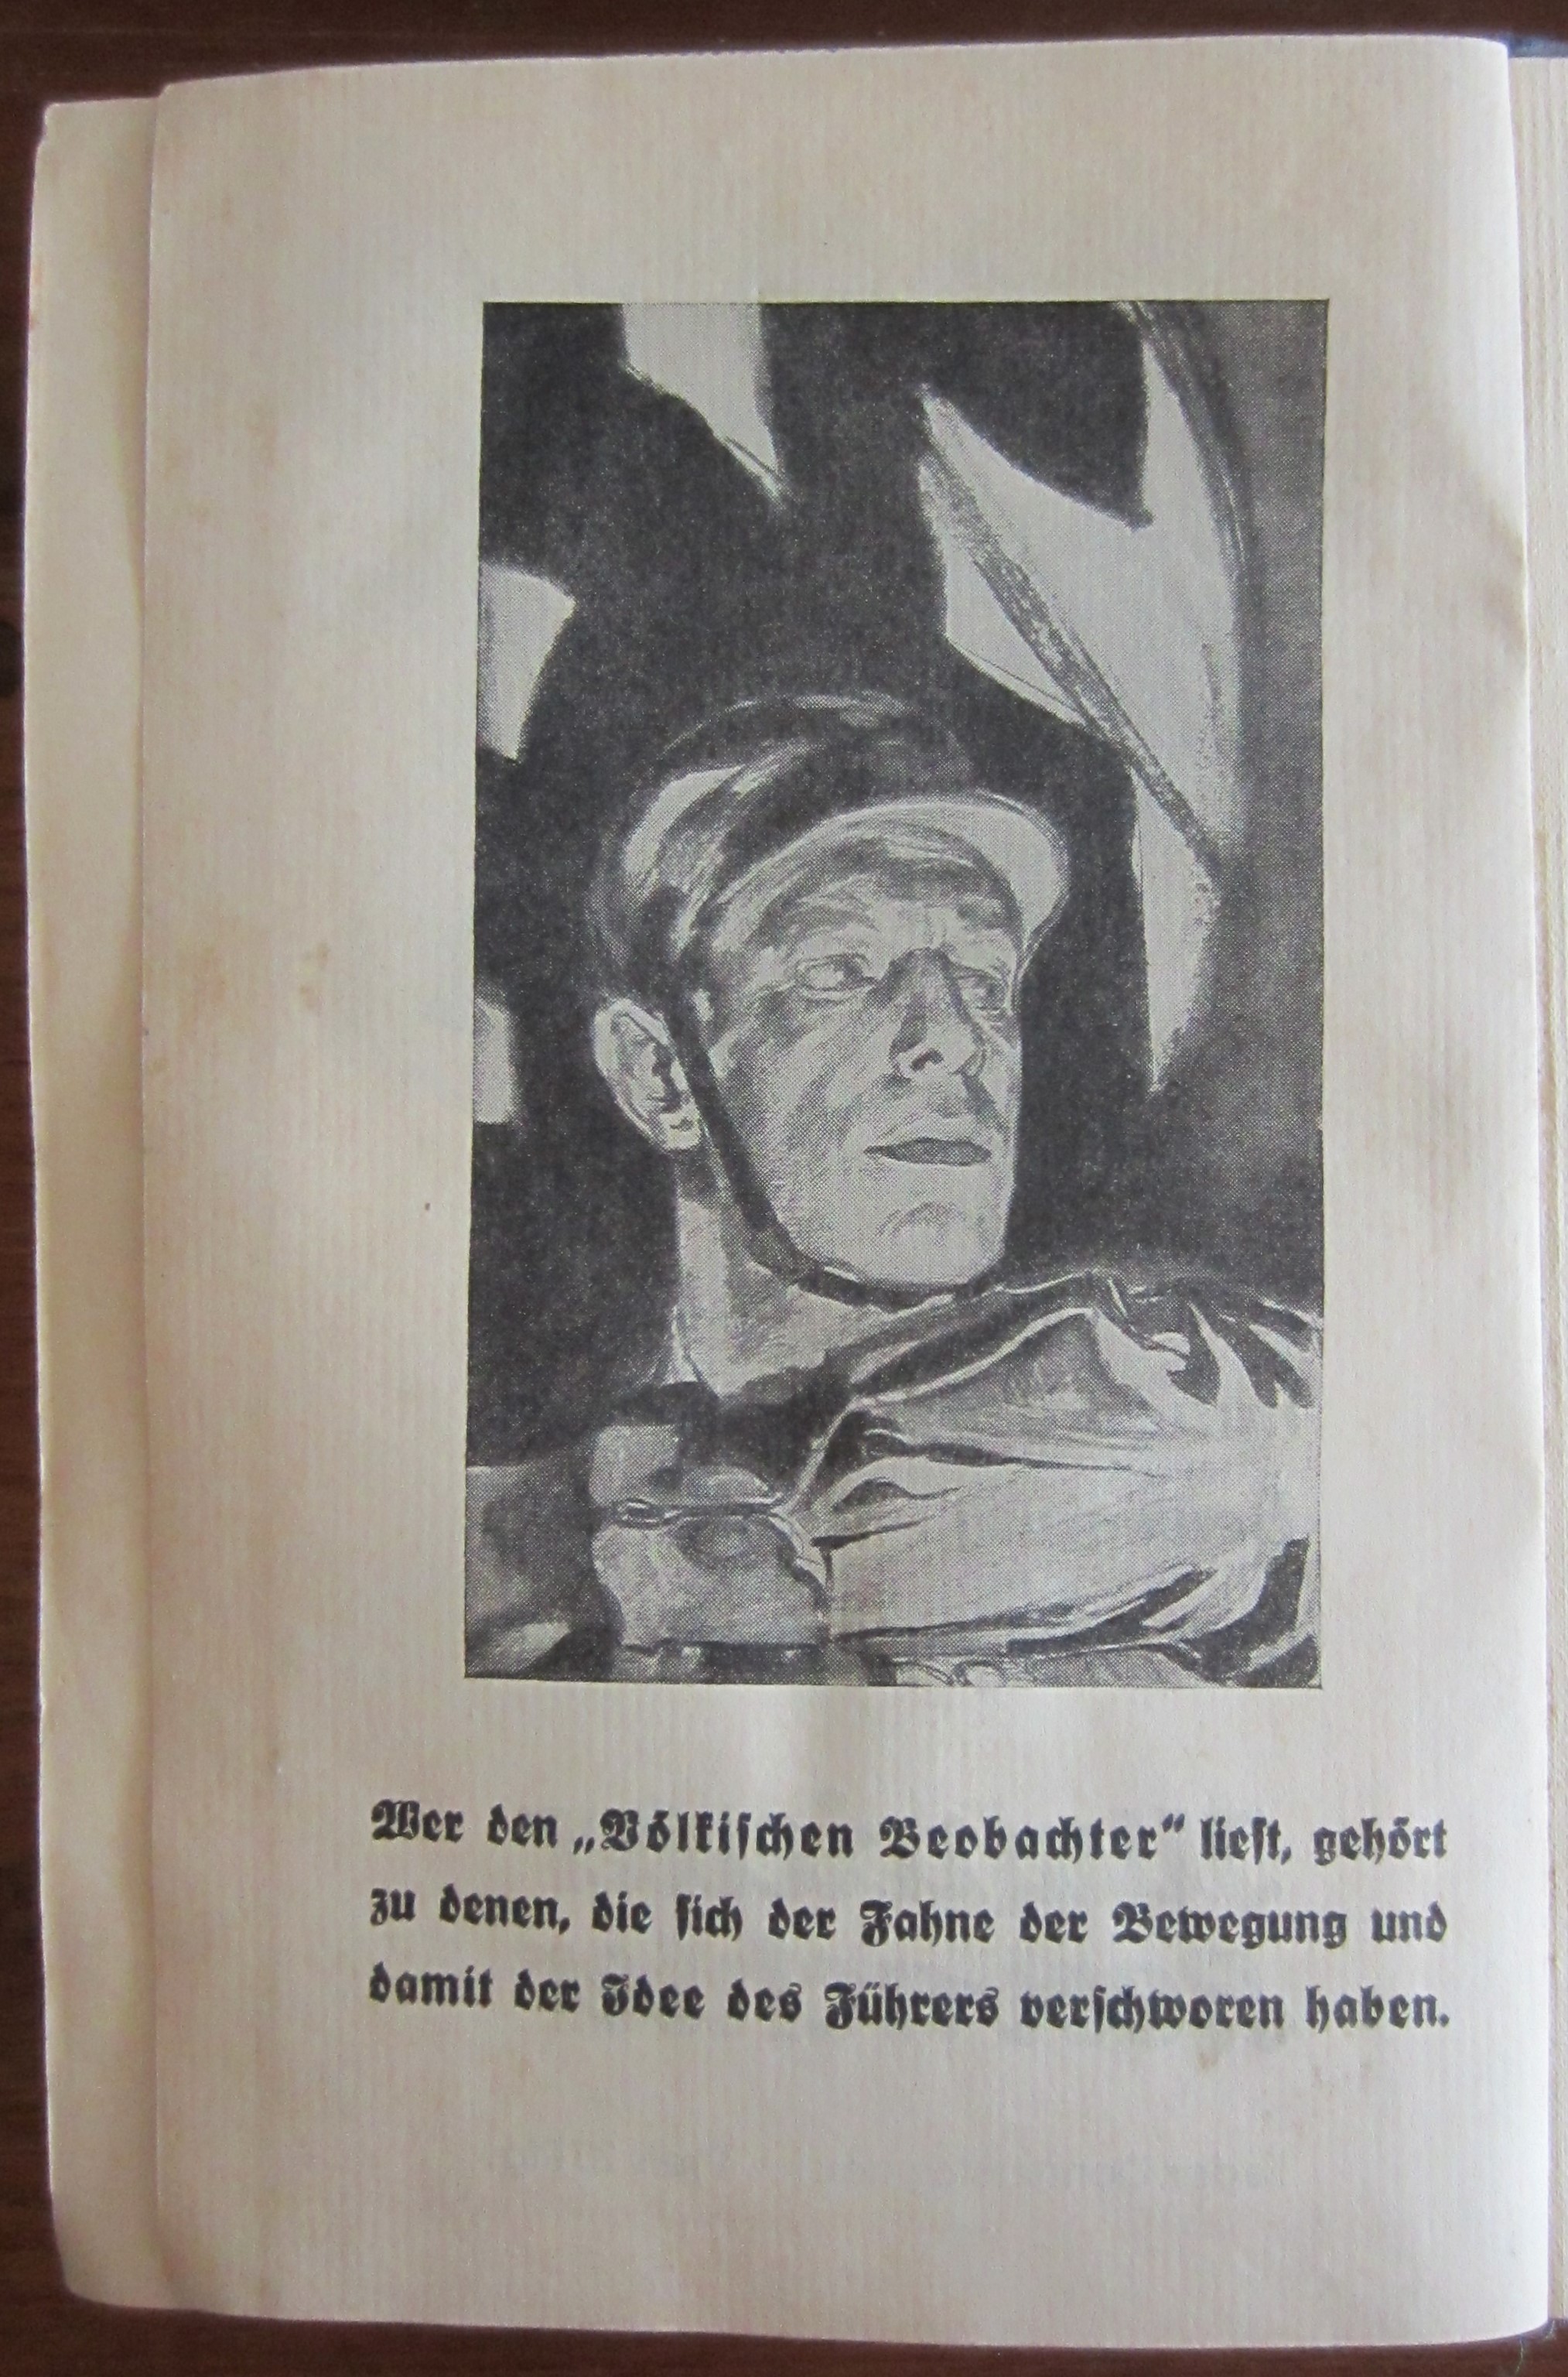 Wer den „Völkischen Beobachter“ liest, gehört
zu denen, die sich der Fahne der Bewegung und
damit der Idee des Führers verschworen haben.